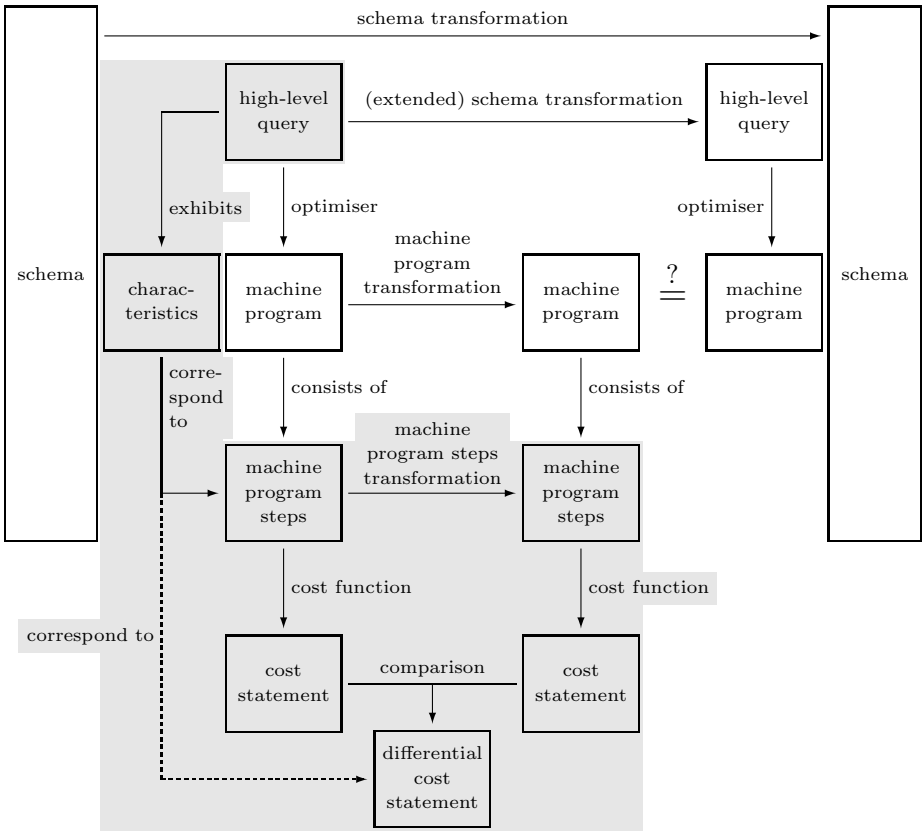 schema transformation
high-level
query
(extended) schema transformation
high-level
query
exhibits
optimiser
optimiser
schema
charac-
teristics
machine
program
machine
program
transformation
machine
program
?
=
machine
program
schema
corre-
spond
to
consists of
consists of
machine
program steps
transformation
machine
program
steps
machine
program
steps
cost function
cost function
correspond to
cost
statement
comparison
cost
statement
differential
cost
statement